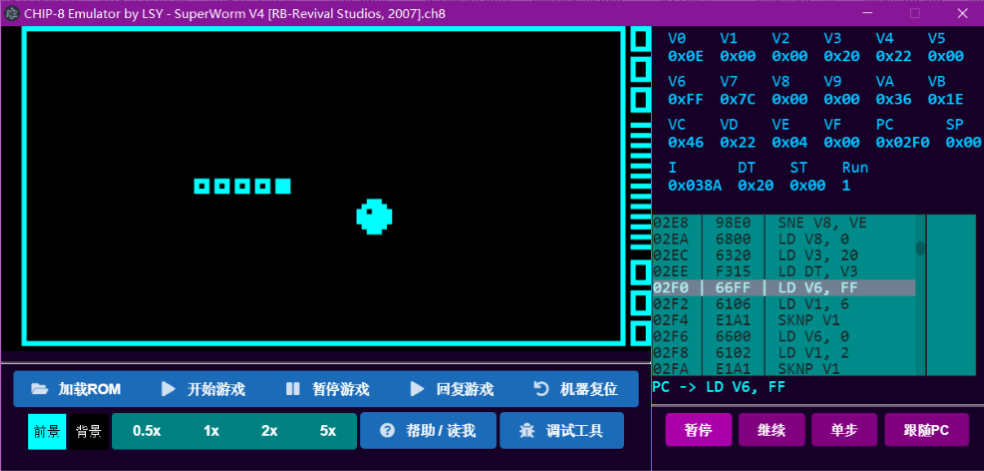 CHIP-8 Emulator by LSY - SuperWorm V4 [RB-Revival Studios, 2007].ch8
V0 V1 V2 V3 V4 V5
0x0E 0x00 0x00 0x20 0x22 0x00
V6 V7 V8 V9 VA VB
0xFF 0x7C 0x00 0x00 0x36 0x1E
VC VD VE VF PC SP
0x46 0x22 0x04 0x00 0x02F0 0x00
I DT ST Run
0x038A 0x20 0x00 1
02E8 | 98E0 | SNE V8, VE
02EA | 6800 | LD V8, 0
02EC | 6320 | LD V3, 20
02EE | F315 | LD DT, V3
02F0 | 66FF | LD V6, FF
02F2 | 6106 | LD V1, 6
02F4 | E1A1 | SKNP V1
02F6 | 6600 | LD V6, 0
02F8 | 6102 | LD V1, 2
02FA | E1A1 | SKNP V1
PC -> LD V6, FF
加载ROM 开始游戏 暂停游戏 回复游戏 机器复位
前景 背景 0.5x 1x 2x 5x 帮助 / 读我 调试工具
暂停 继续 单步 跟随PC